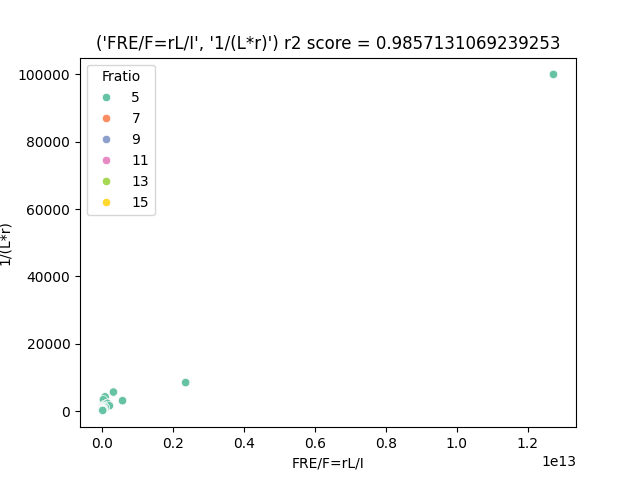 ('FRE/F=rL/I', '1/(L*r)') r2 score = 0.9857131069239253
100000
80000
60000
40000
20000
0
1/(L*r)
Fratio
5
7
9
11
13
15
0.0 0.2 0.4 0.6 0.8 1.0 1.2
1e13
FRE/F=rL/I